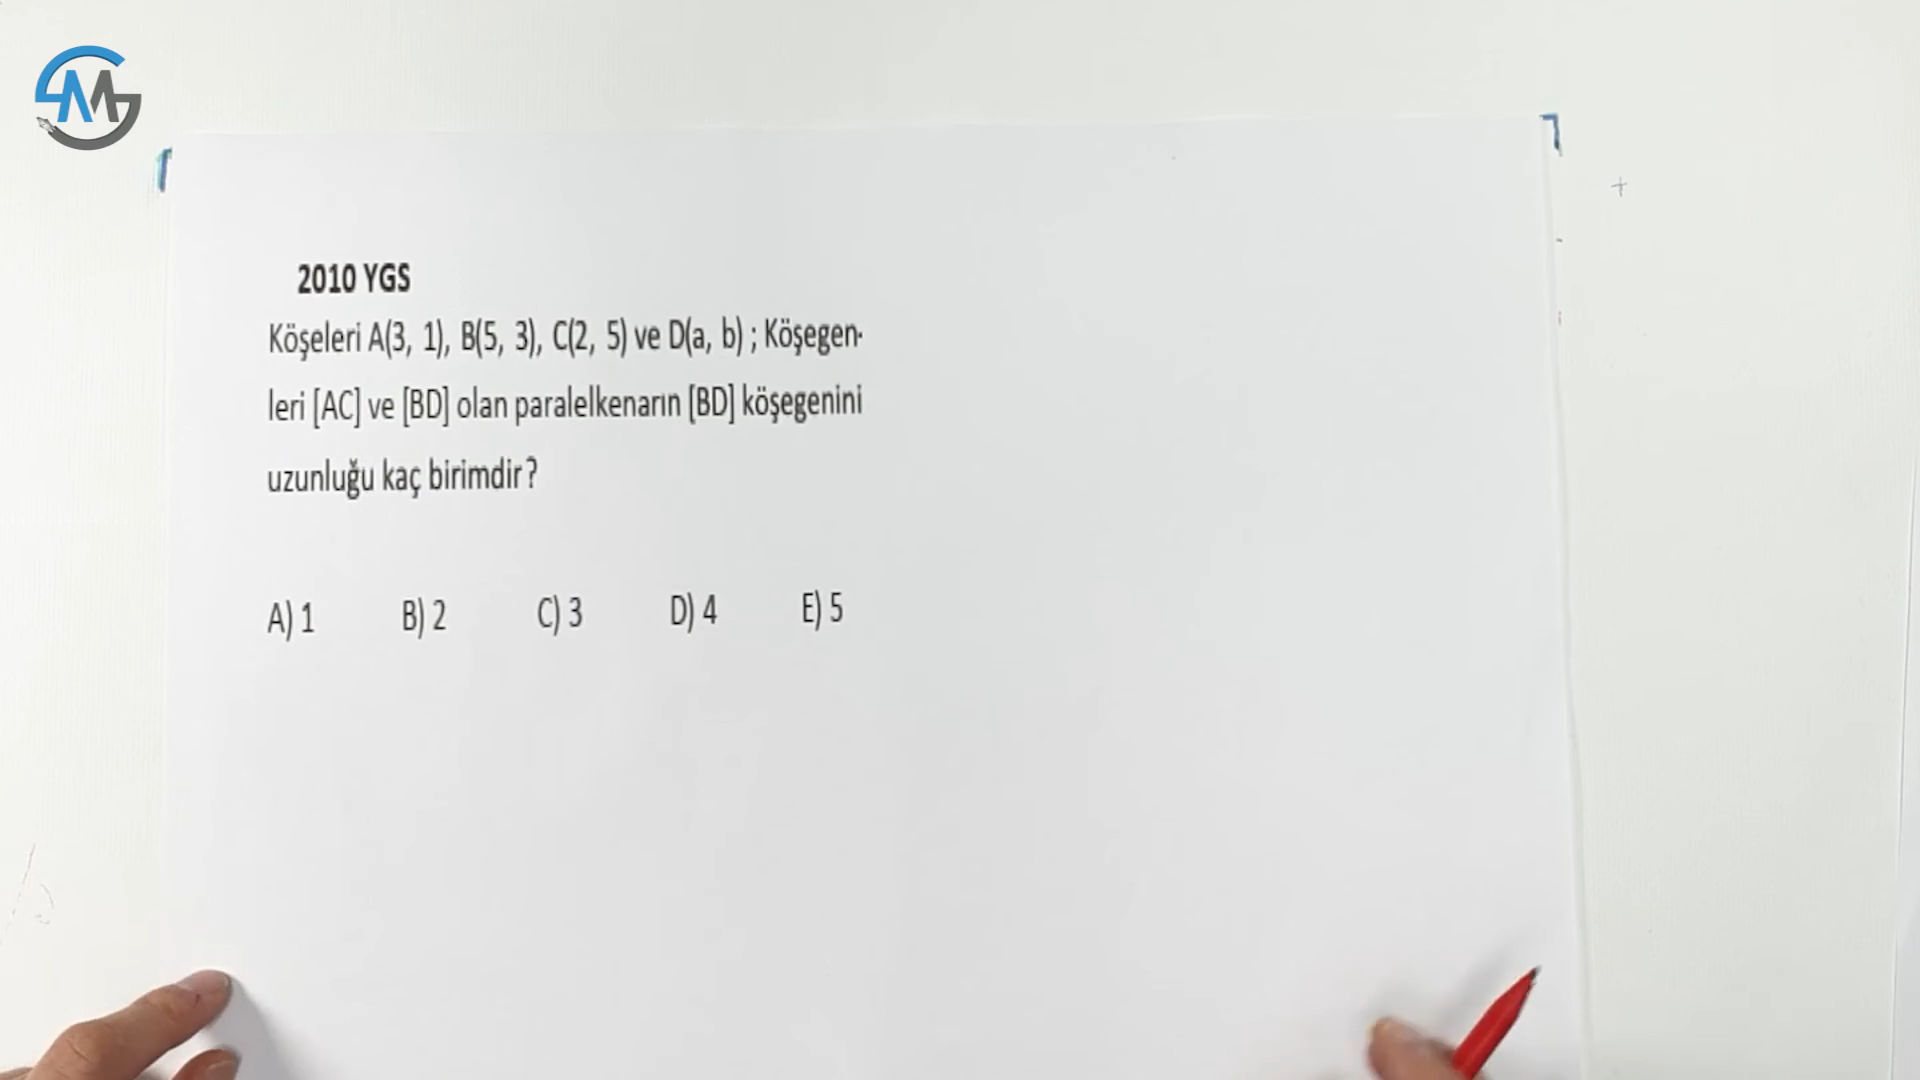 2010 YGS
Köşeleri A(3, 1), B(5, 3), C(2, 5) ve D(a, b) ; Köşegen-
leri [AC] ve [BD] olan paralelkenarın [BD] köşegenini
uzunluğu kaç birimdir?
A) 1 B) 2 C) 3 D) 4 E) 5